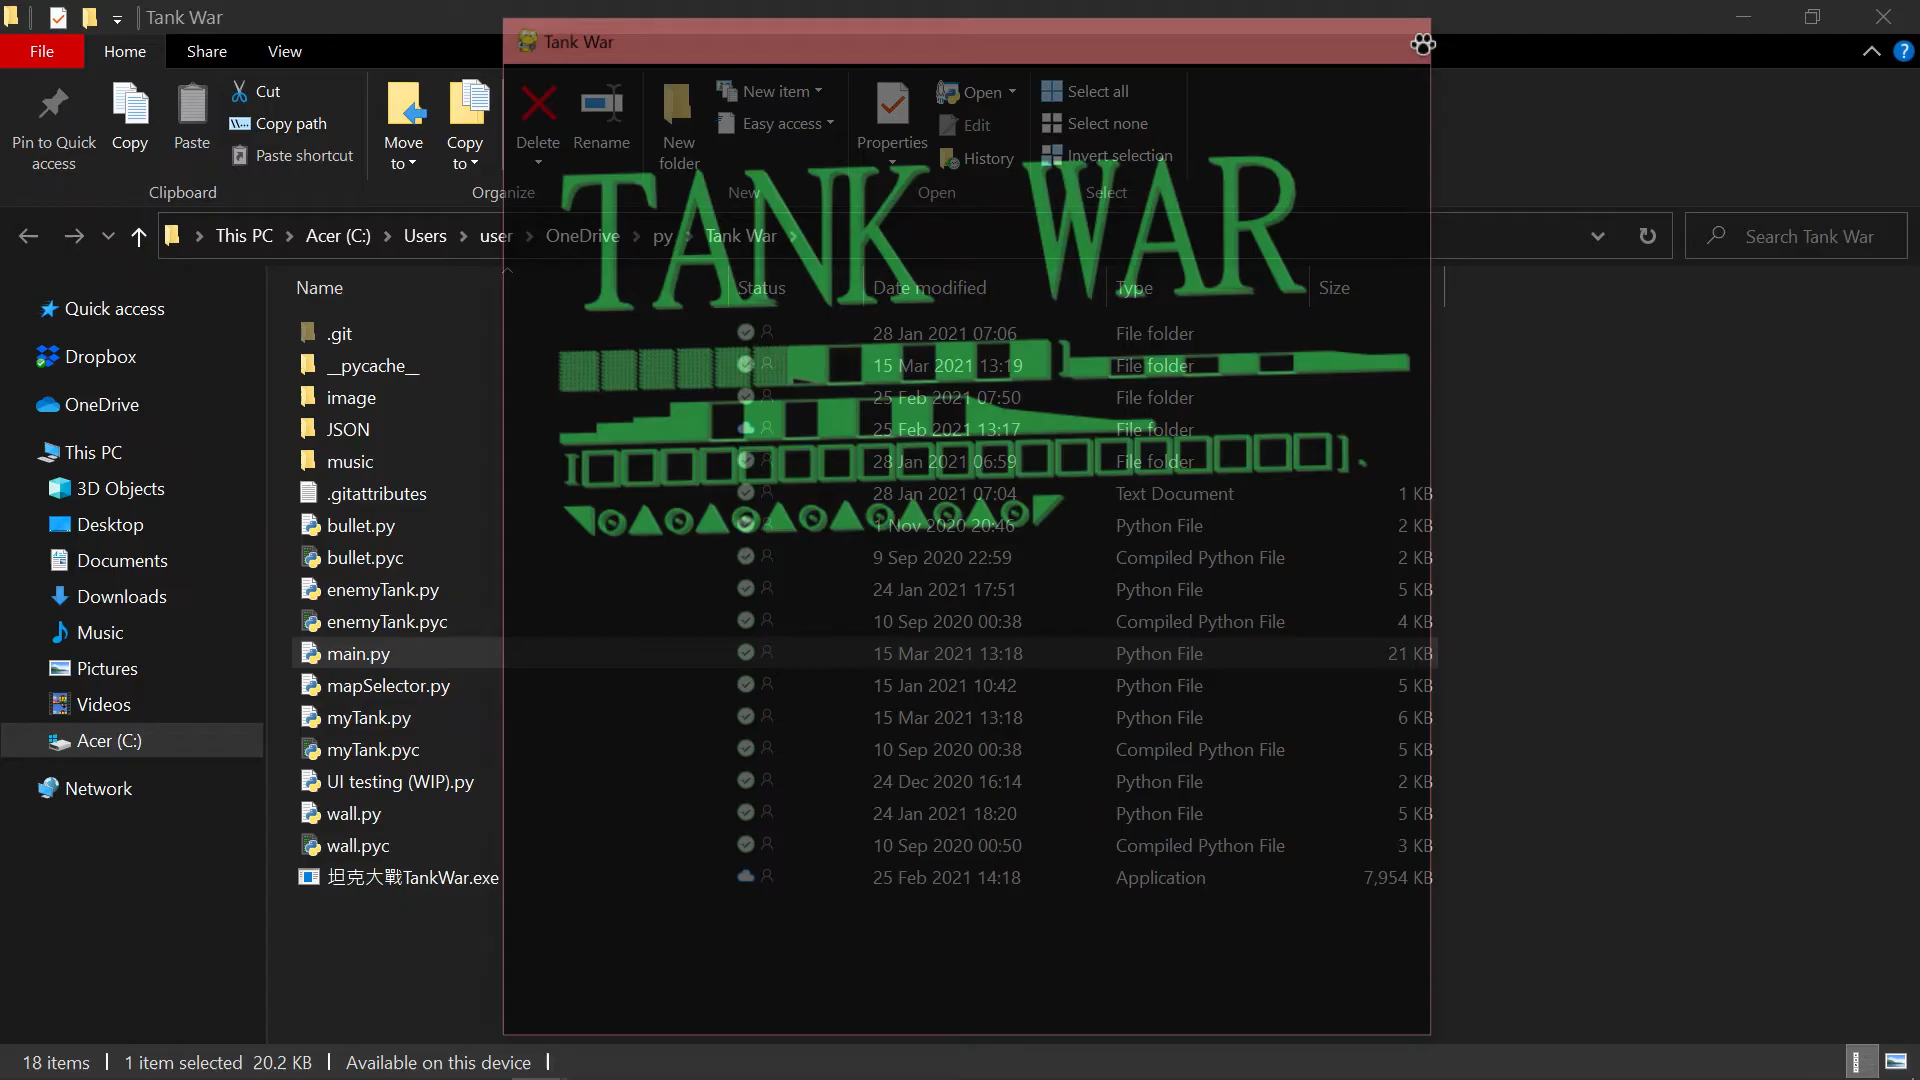 Tank War
Tank War
File
Home
Share
View
Pin to Quick access
Copy
Paste
Cut
Copy path
Paste shortcut
Clipboard
Move to
Copy to
Delete
Rename
Organize
New folder
New item
Easy access
New
Properties
Open
Edit
History
Open
Select all
Select none
Invert selection
Select
TANK WAR
This PC
Acer (C:)
Users
user
OneDrive
py
Tank War
Search Tank War
Name
Status
Date modified
Type
Size
Quick access
Dropbox
OneDrive
This PC
3D Objects
Desktop
Documents
Downloads
Music
Pictures
Videos
Acer (C:)
Network
.git 28 Jan 2021 07:06 File folder
__pycache__ 15 Mar 2021 13:19 File folder
image 25 Feb 2021 07:50 File folder
JSON 25 Feb 2021 13:17 File folder
music 28 Jan 2021 06:59 File folder
.gitattributes 28 Jan 2021 07:04 Text Document 1 KB
bullet.py 1 Nov 2020 20:46 Python File 2 KB
bullet.pyc 9 Sep 2020 22:59 Compiled Python File 2 KB
enemyTank.py 24 Jan 2021 17:51 Python File 5 KB
enemyTank.pyc 10 Sep 2020 00:38 Compiled Python File 4 KB
main.py 15 Mar 2021 13:18 Python File 21 KB
mapSelector.py 15 Jan 2021 10:42 Python File 5 KB
myTank.py 15 Mar 2021 13:18 Python File 6 KB
myTank.pyc 10 Sep 2020 00:38 Compiled Python File 5 KB
UI testing (WIP).py 24 Dec 2020 16:14 Python File 2 KB
wall.py 24 Jan 2021 18:20 Python File 5 KB
wall.pyc 10 Sep 2020 00:50 Compiled Python File 3 KB
坦克大戰TankWar.exe 25 Feb 2021 14:18 Application 7,954 KB
18 items
1 item selected 20.2 KB
Available on this device